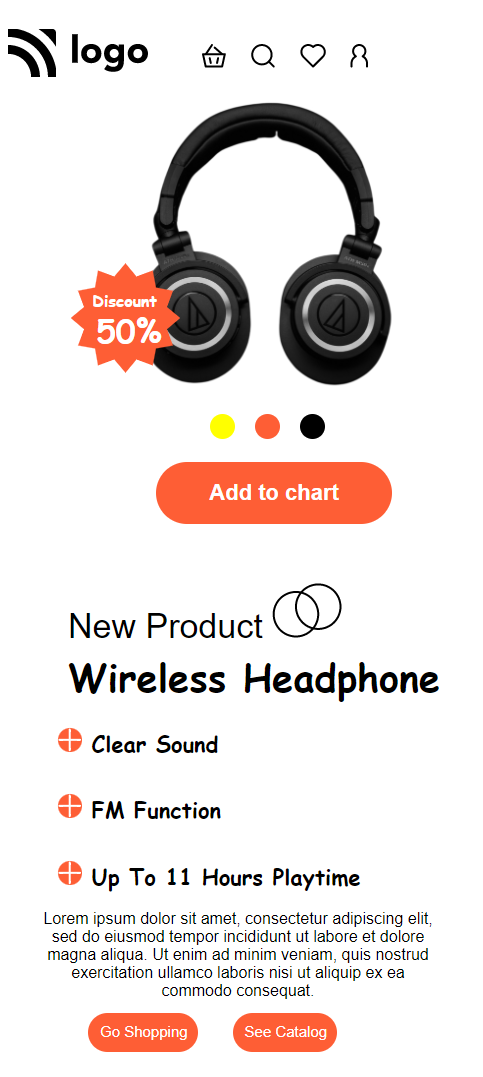 logo
Discount
50%
Add to chart
New Product
Wireless Headphone
Clear Sound
FM Function
Up To 11 Hours Playtime
Lorem ipsum dolor sit amet, consectetur adipiscing elit,
sed do eiusmod tempor incididunt ut labore et dolore
magna aliqua. Ut enim ad minim veniam, quis nostrud
exercitation ullamco laboris nisi ut aliquip ex ea
commodo consequat.
Go Shopping
See Catalog